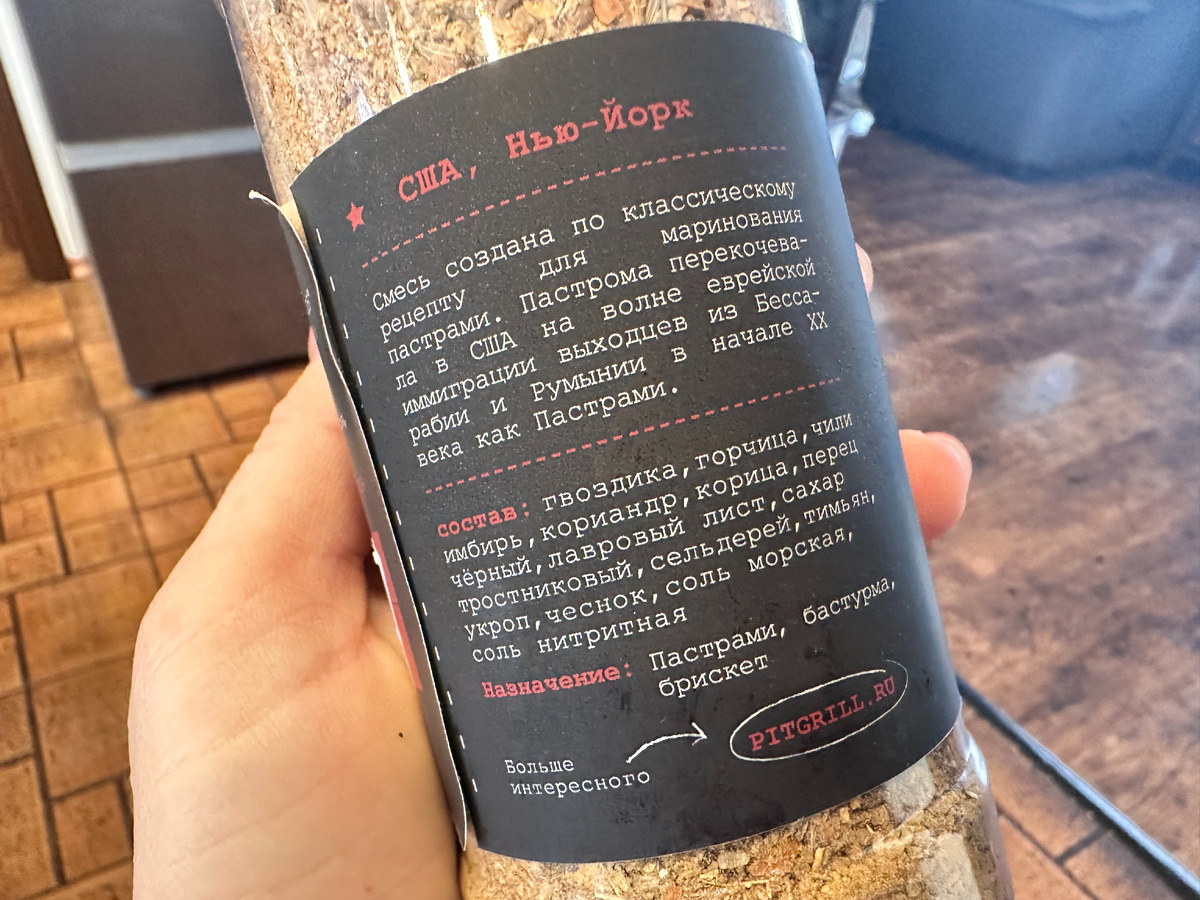 США, Нью-Йорк
Смесь создана по классическому
рецепту для маринования
пастрами. Пастрома перекочева-
ла в США на волне еврейской
иммиграции выходцев из Бесса-
рабии и Румынии в начале XX
века как Пастрами.
состав: гвоздика,горчица,чили
имбирь,кориандр,корица,перец
чёрный,лавровый лист,сахар
тростниковый,сельдерей,тимьян,
укроп,чеснок,соль морская,
соль нитритная
Назначение: Пастрами, бастурма,
брискет
Больше
интересного
PITGRILL.RU